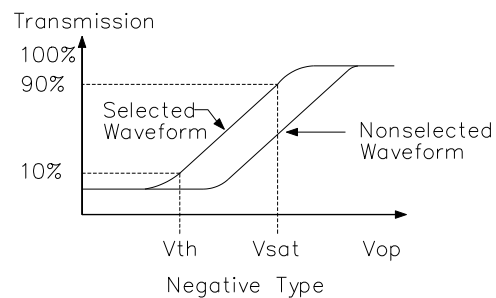 Transmission
100%
90%
Selected
Waveform
Nonselected
Waveform
10%
Vth
Vsat
Vop
Negative Type